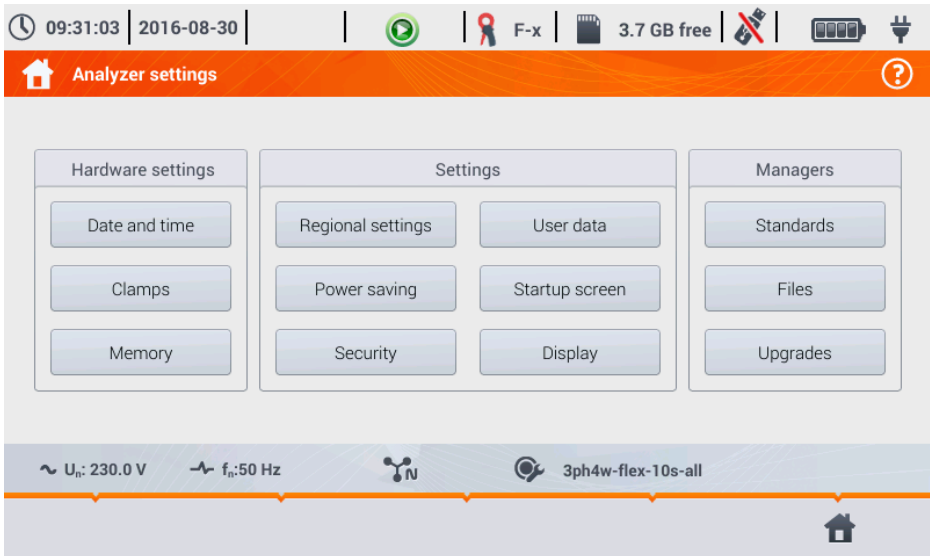 09:31:03 2016-08-30 F-x 3.7 GB free
Analyzer settings ?
Hardware settings Settings Managers
Date and time Regional settings User data Standards
Clamps Power saving Startup screen Files
Memory Security Display Upgrades
Un: 230.0 V fn:50 Hz N 3ph4w-flex-10s-all